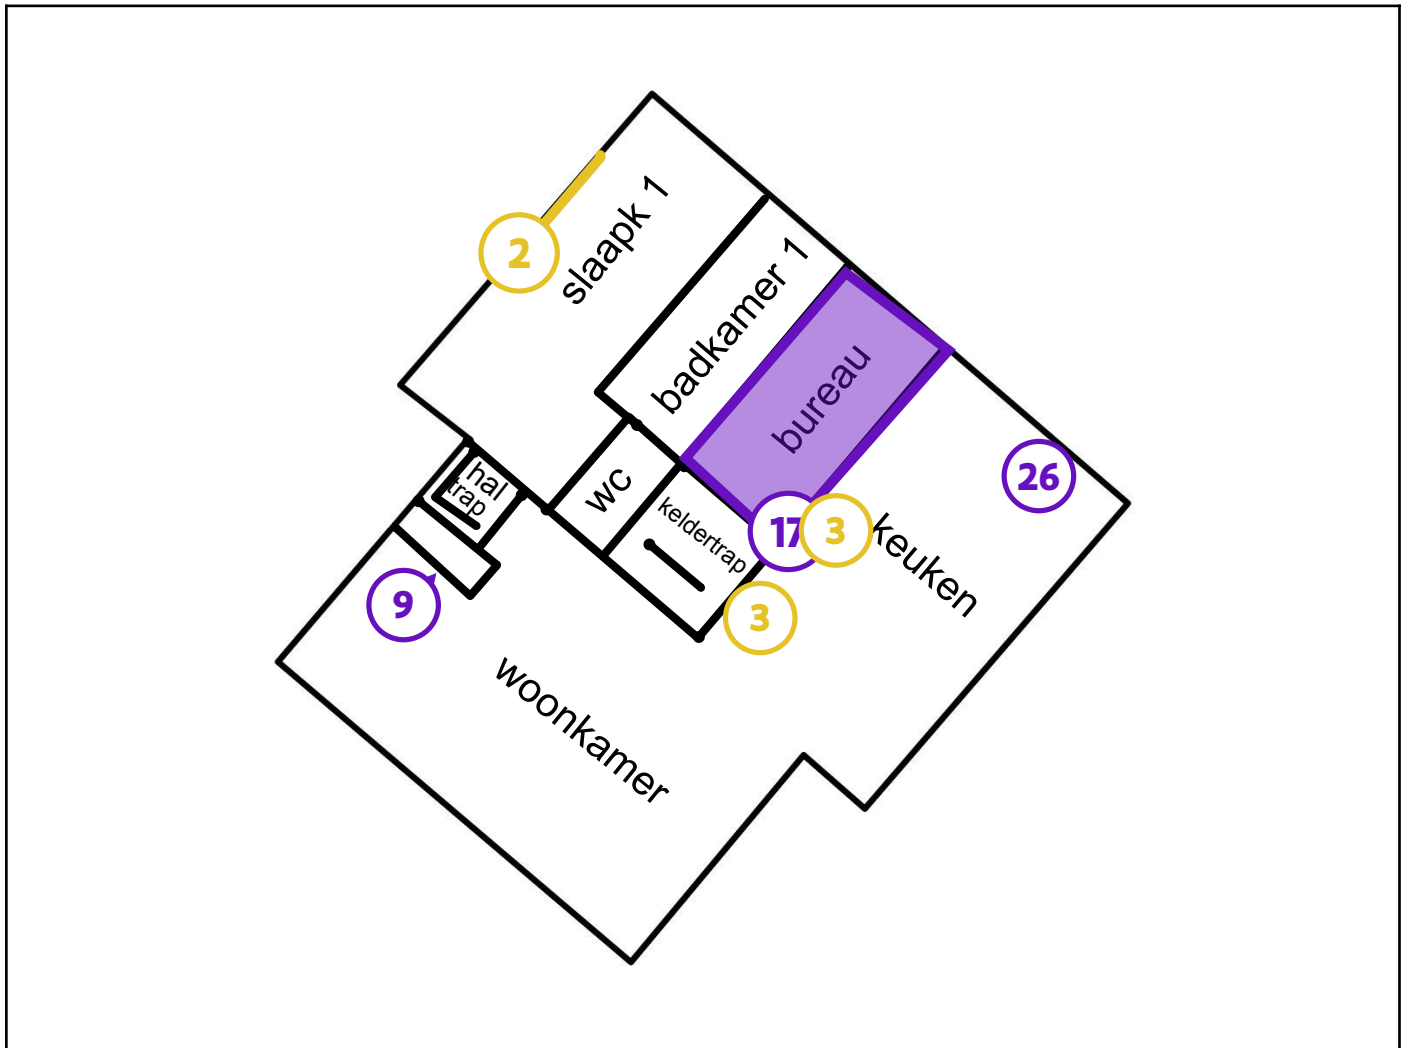 slaapk 1
2
badkamer 1
bureau
hal
trap
wc
keldertrap
17
3
keuken
26
9
3
woonkamer